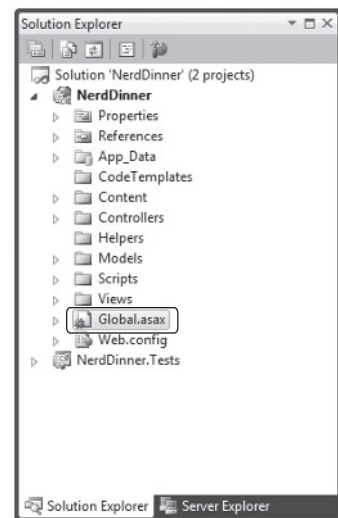 Solution Explorer
Solution 'NerdDinner' (2 projects)
NerdDinner
Properties
References
App_Data
CodeTemplates
Content
Controllers
Helpers
Models
Scripts
Views
Global.asax
Web.config
NerdDinner.Tests
Solution Explorer Server Explorer